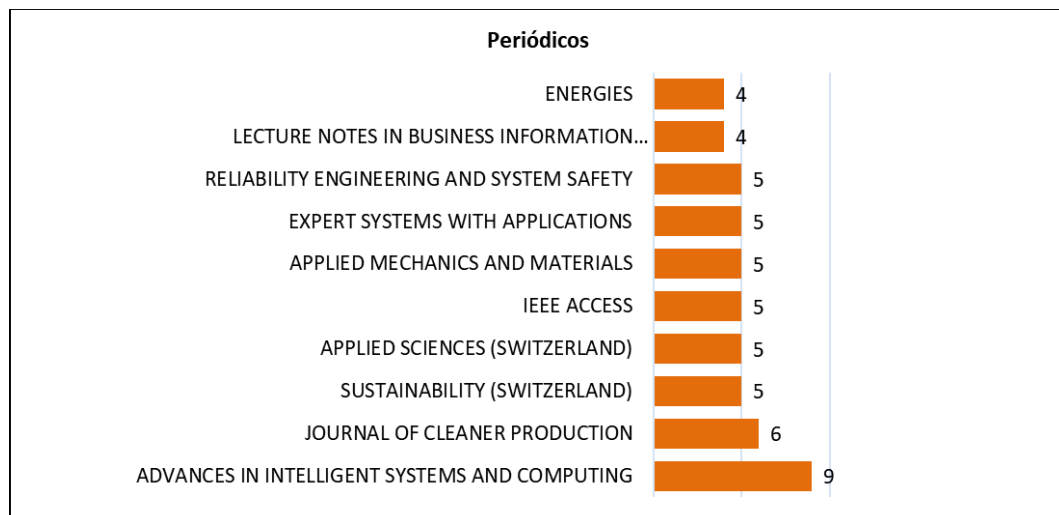 Periódicos
ENERGIES 4
LECTURE NOTES IN BUSINESS INFORMATION... 4
RELIABILITY ENGINEERING AND SYSTEM SAFETY 5
EXPERT SYSTEMS WITH APPLICATIONS 5
APPLIED MECHANICS AND MATERIALS 5
IEEE ACCESS 5
APPLIED SCIENCES (SWITZERLAND) 5
SUSTAINABILITY (SWITZERLAND) 5
JOURNAL OF CLEANER PRODUCTION 6
ADVANCES IN INTELLIGENT SYSTEMS AND COMPUTING 9